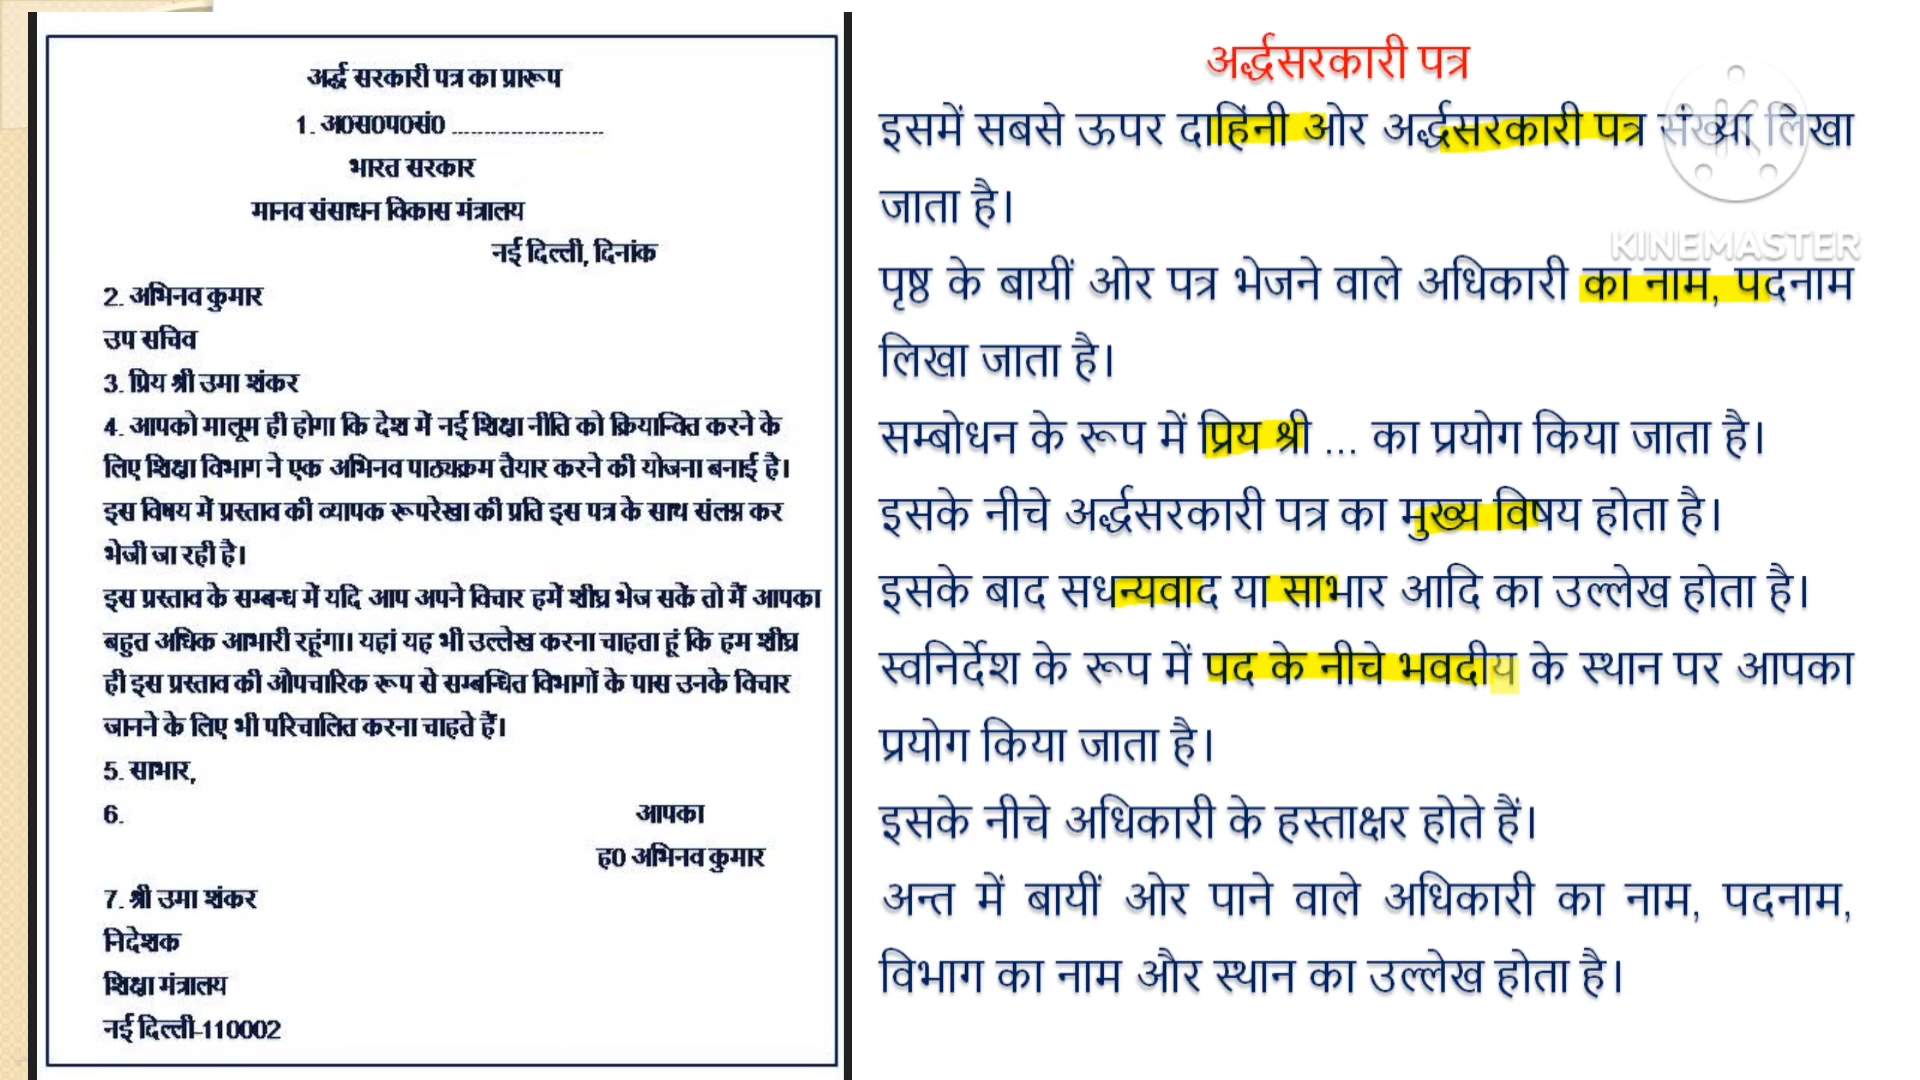 अर्द्ध सरकारी पत्र का प्रारूप
1. अ0स0प0सं0 .....................
भारत सरकार
मानव संसाधन विकास मंत्रालय
नई दिल्ली, दिनांक
2. अभिनव कुमार
उप सचिव
3. प्रिय श्री उमा शंकर
4. आपको मालूम ही होगा कि देश में नई शिक्षा नीति को क्रियान्वित करने के
लिए शिक्षा विभाग ने एक अभिनव पाठ्यक्रम तैयार करने की योजना बनाई है।
इस विषय में प्रस्ताव की व्यापक रूपरेखा की प्रति इस पत्र के साथ संलग्न कर
भेजी जा रही है।
इस प्रस्ताव के सम्बन्ध में यदि आप अपने विचार हमें शीघ्र भेज सकें तो मैं आपका
बहुत अधिक आभारी रहूंगा। यहां यह भी उल्लेख करना चाहता हूं कि हम शीघ्र
ही इस प्रस्ताव की औपचारिक रूप से सम्बन्धित विभागों के पास उनके विचार
जानने के लिए भी परिचालित करना चाहते हैं।
5. साभार,
6. आपका
ह0 अभिनव कुमार
7. श्री उमा शंकर
निदेशक
शिक्षा मंत्रालय
नई दिल्ली-110002
अर्द्धसरकारी पत्र
इसमें सबसे ऊपर दाहिंनी ओर अर्द्धसरकारी पत्र संख्या लिखा
जाता है।
पृष्ठ के बायीं ओर पत्र भेजने वाले अधिकारी का नाम, पदनाम
लिखा जाता है।
सम्बोधन के रूप में प्रिय श्री ... का प्रयोग किया जाता है।
इसके नीचे अर्द्धसरकारी पत्र का मुख्य विषय होता है।
इसके बाद सधन्यवाद या साभार आदि का उल्लेख होता है।
स्वनिर्देश के रूप में पद के नीचे भवदीय के स्थान पर आपका
प्रयोग किया जाता है।
इसके नीचे अधिकारी के हस्ताक्षर होते हैं।
अन्त में बायीं ओर पाने वाले अधिकारी का नाम, पदनाम,
विभाग का नाम और स्थान का उल्लेख होता है।
KINEMASTER